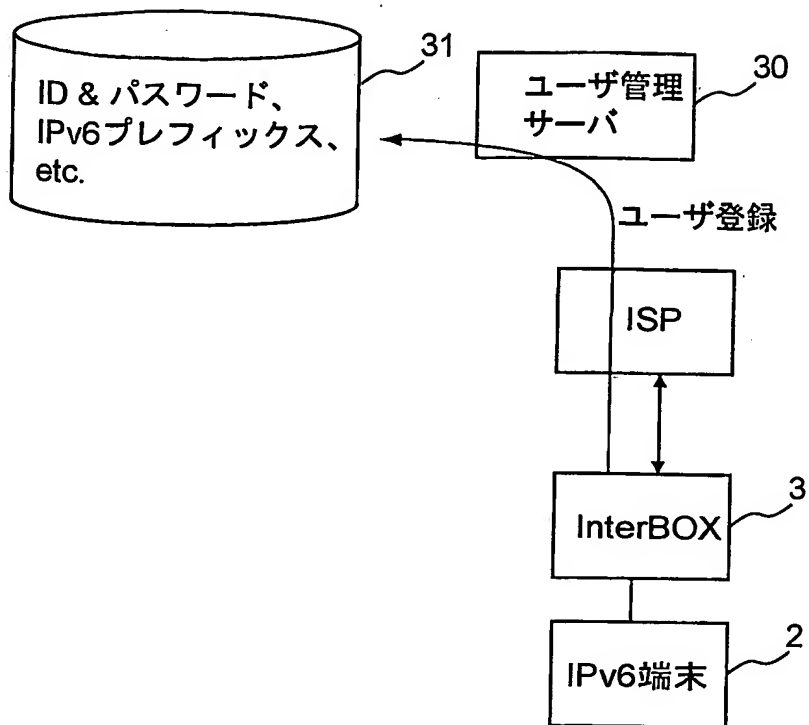 31
ID & パスワード、
IPv6プレフィックス、
etc.
30
ユーザ管理
サーバ
ユーザ登録
ISP
3
InterBOX
2
IPv6端末